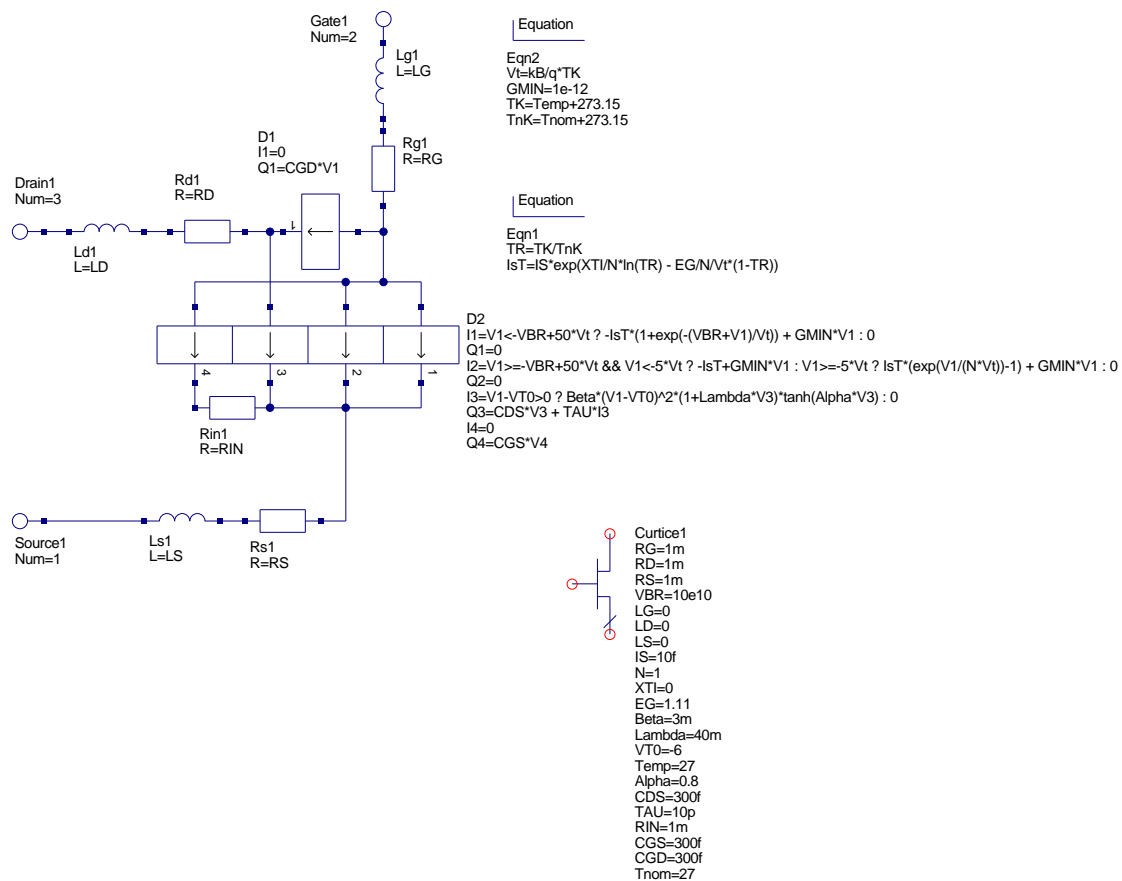 Gate1
Num=2
Lg1
L=LG
Equation
Eqn2
Vt=kB/q*TK
GMIN=1e-12
TK=Temp+273.15
TnK=Tnom+273.15
D1
I1=0
Q1=CGD*V1
Rg1
R=RG
Drain1
Num=3
Rd1
R=RD
1
Ld1
L=LD
Equation
Eqn1
TR=TK/TnK
IsT=IS*exp(XTI/N*ln(TR) - EG/N/Vt*(1-TR))
D2
I1=V1<-VBR+50*Vt ? -IsT*(1+exp(-(VBR+V1)/Vt)) + GMIN*V1 : 0
Q1=0
I2=V1>=-VBR+50*Vt && V1<-5*Vt ? -IsT+GMIN*V1 : V1>=-5*Vt ? IsT*(exp(V1/(N*Vt))-1) + GMIN*V1 : 0
Q2=0
I3=V1-VT0>0 ? Beta*(V1-VT0)^2*(1+Lambda*V3)*tanh(Alpha*V3) : 0
Q3=CDS*V3 + TAU*I3
I4=0
Q4=CGS*V4
4
3
2
1
Rin1
R=RIN
Source1
Num=1
Ls1
L=LS
Rs1
R=RS
Curtice1
RG=1m
RD=1m
RS=1m
VBR=10e10
LG=0
LD=0
LS=0
IS=10f
N=1
XTI=0
EG=1.11
Beta=3m
Lambda=40m
VT0=-6
Temp=27
Alpha=0.8
CDS=300f
TAU=10p
RIN=1m
CGS=300f
CGD=300f
Tnom=27